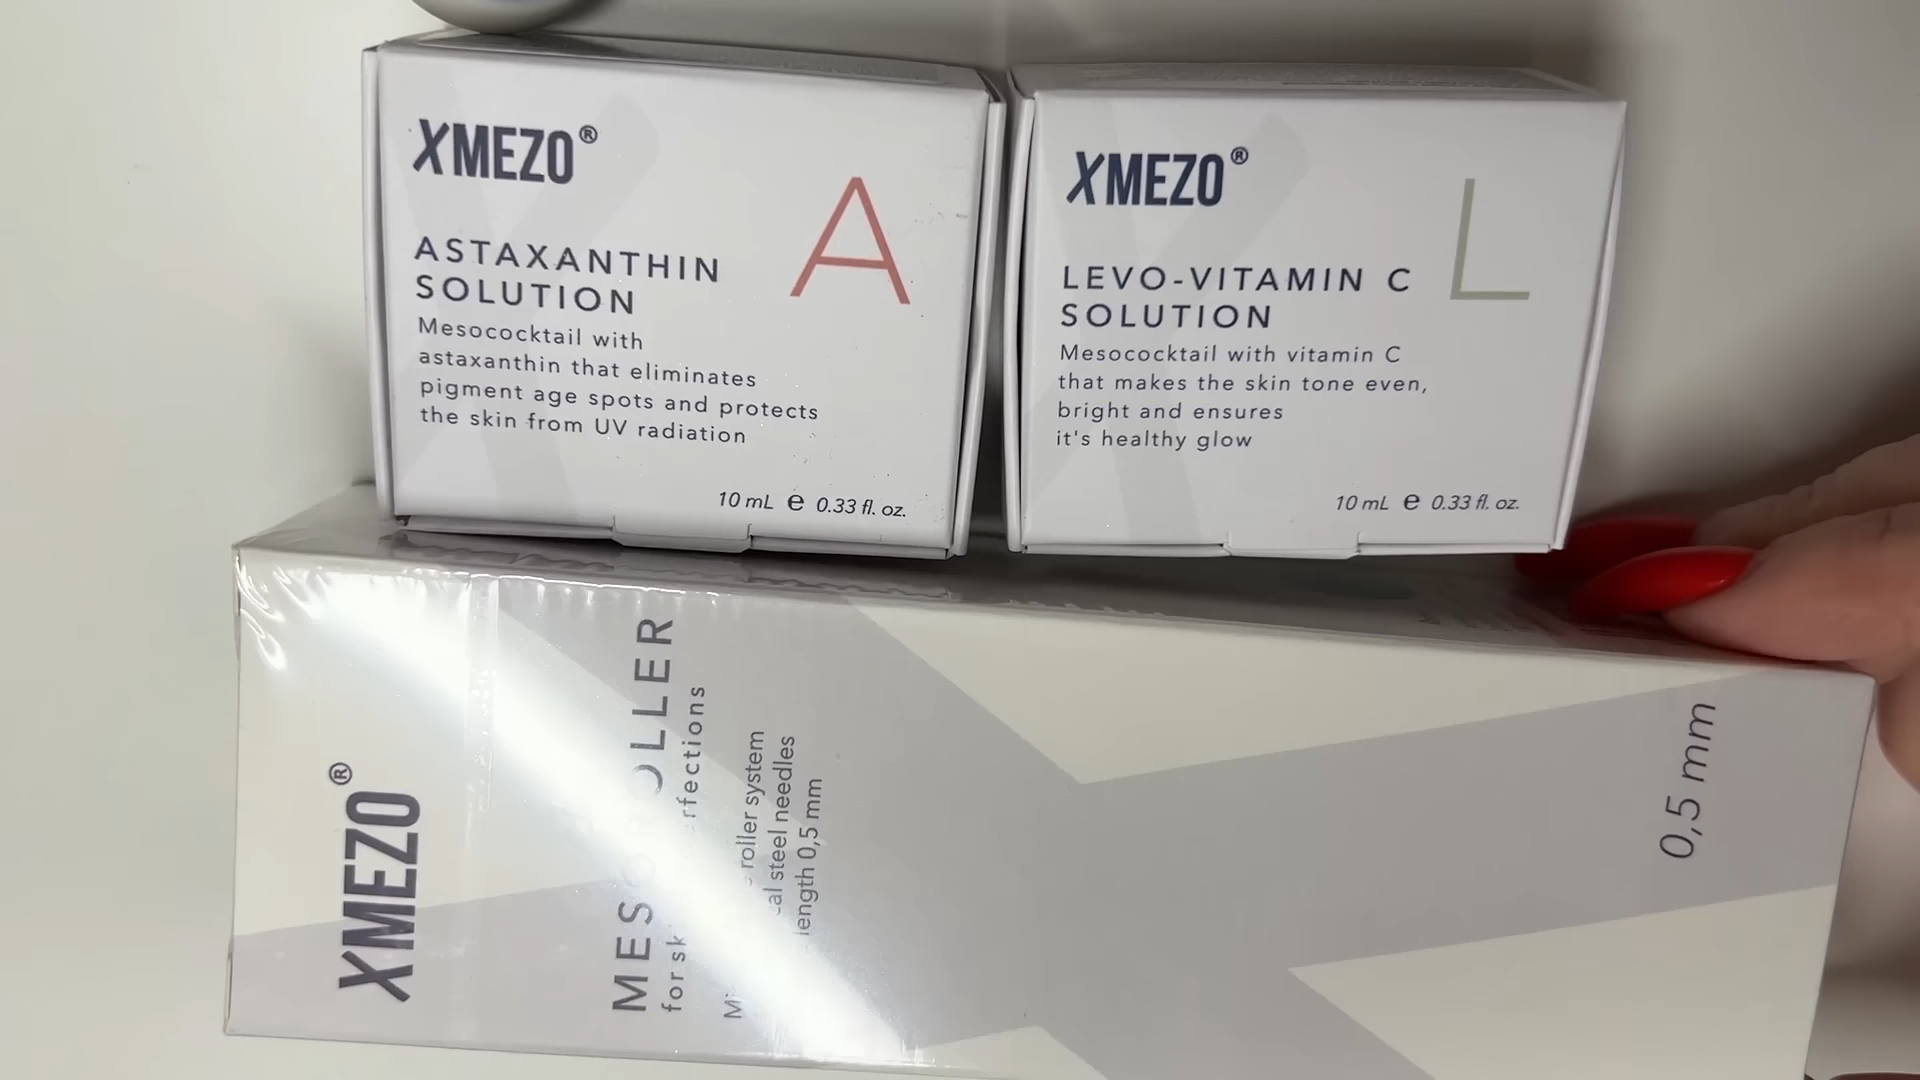 XMEZO®
A
ASTAXANTHIN
SOLUTION
Mesococktail with
astaxanthin that eliminates
pigment age spots and protects
the skin from UV radiation
10 mL e 0.33 fl. oz.
XMEZO®
L
LEVO-VITAMIN C
SOLUTION
Mesococktail with vitamin C
that makes the skin tone even,
bright and ensures
it's healthy glow
10 mL e 0.33 fl. oz.
XMEZO®
for
roller system
steel needles
length 0,5 mm
0,5 mm